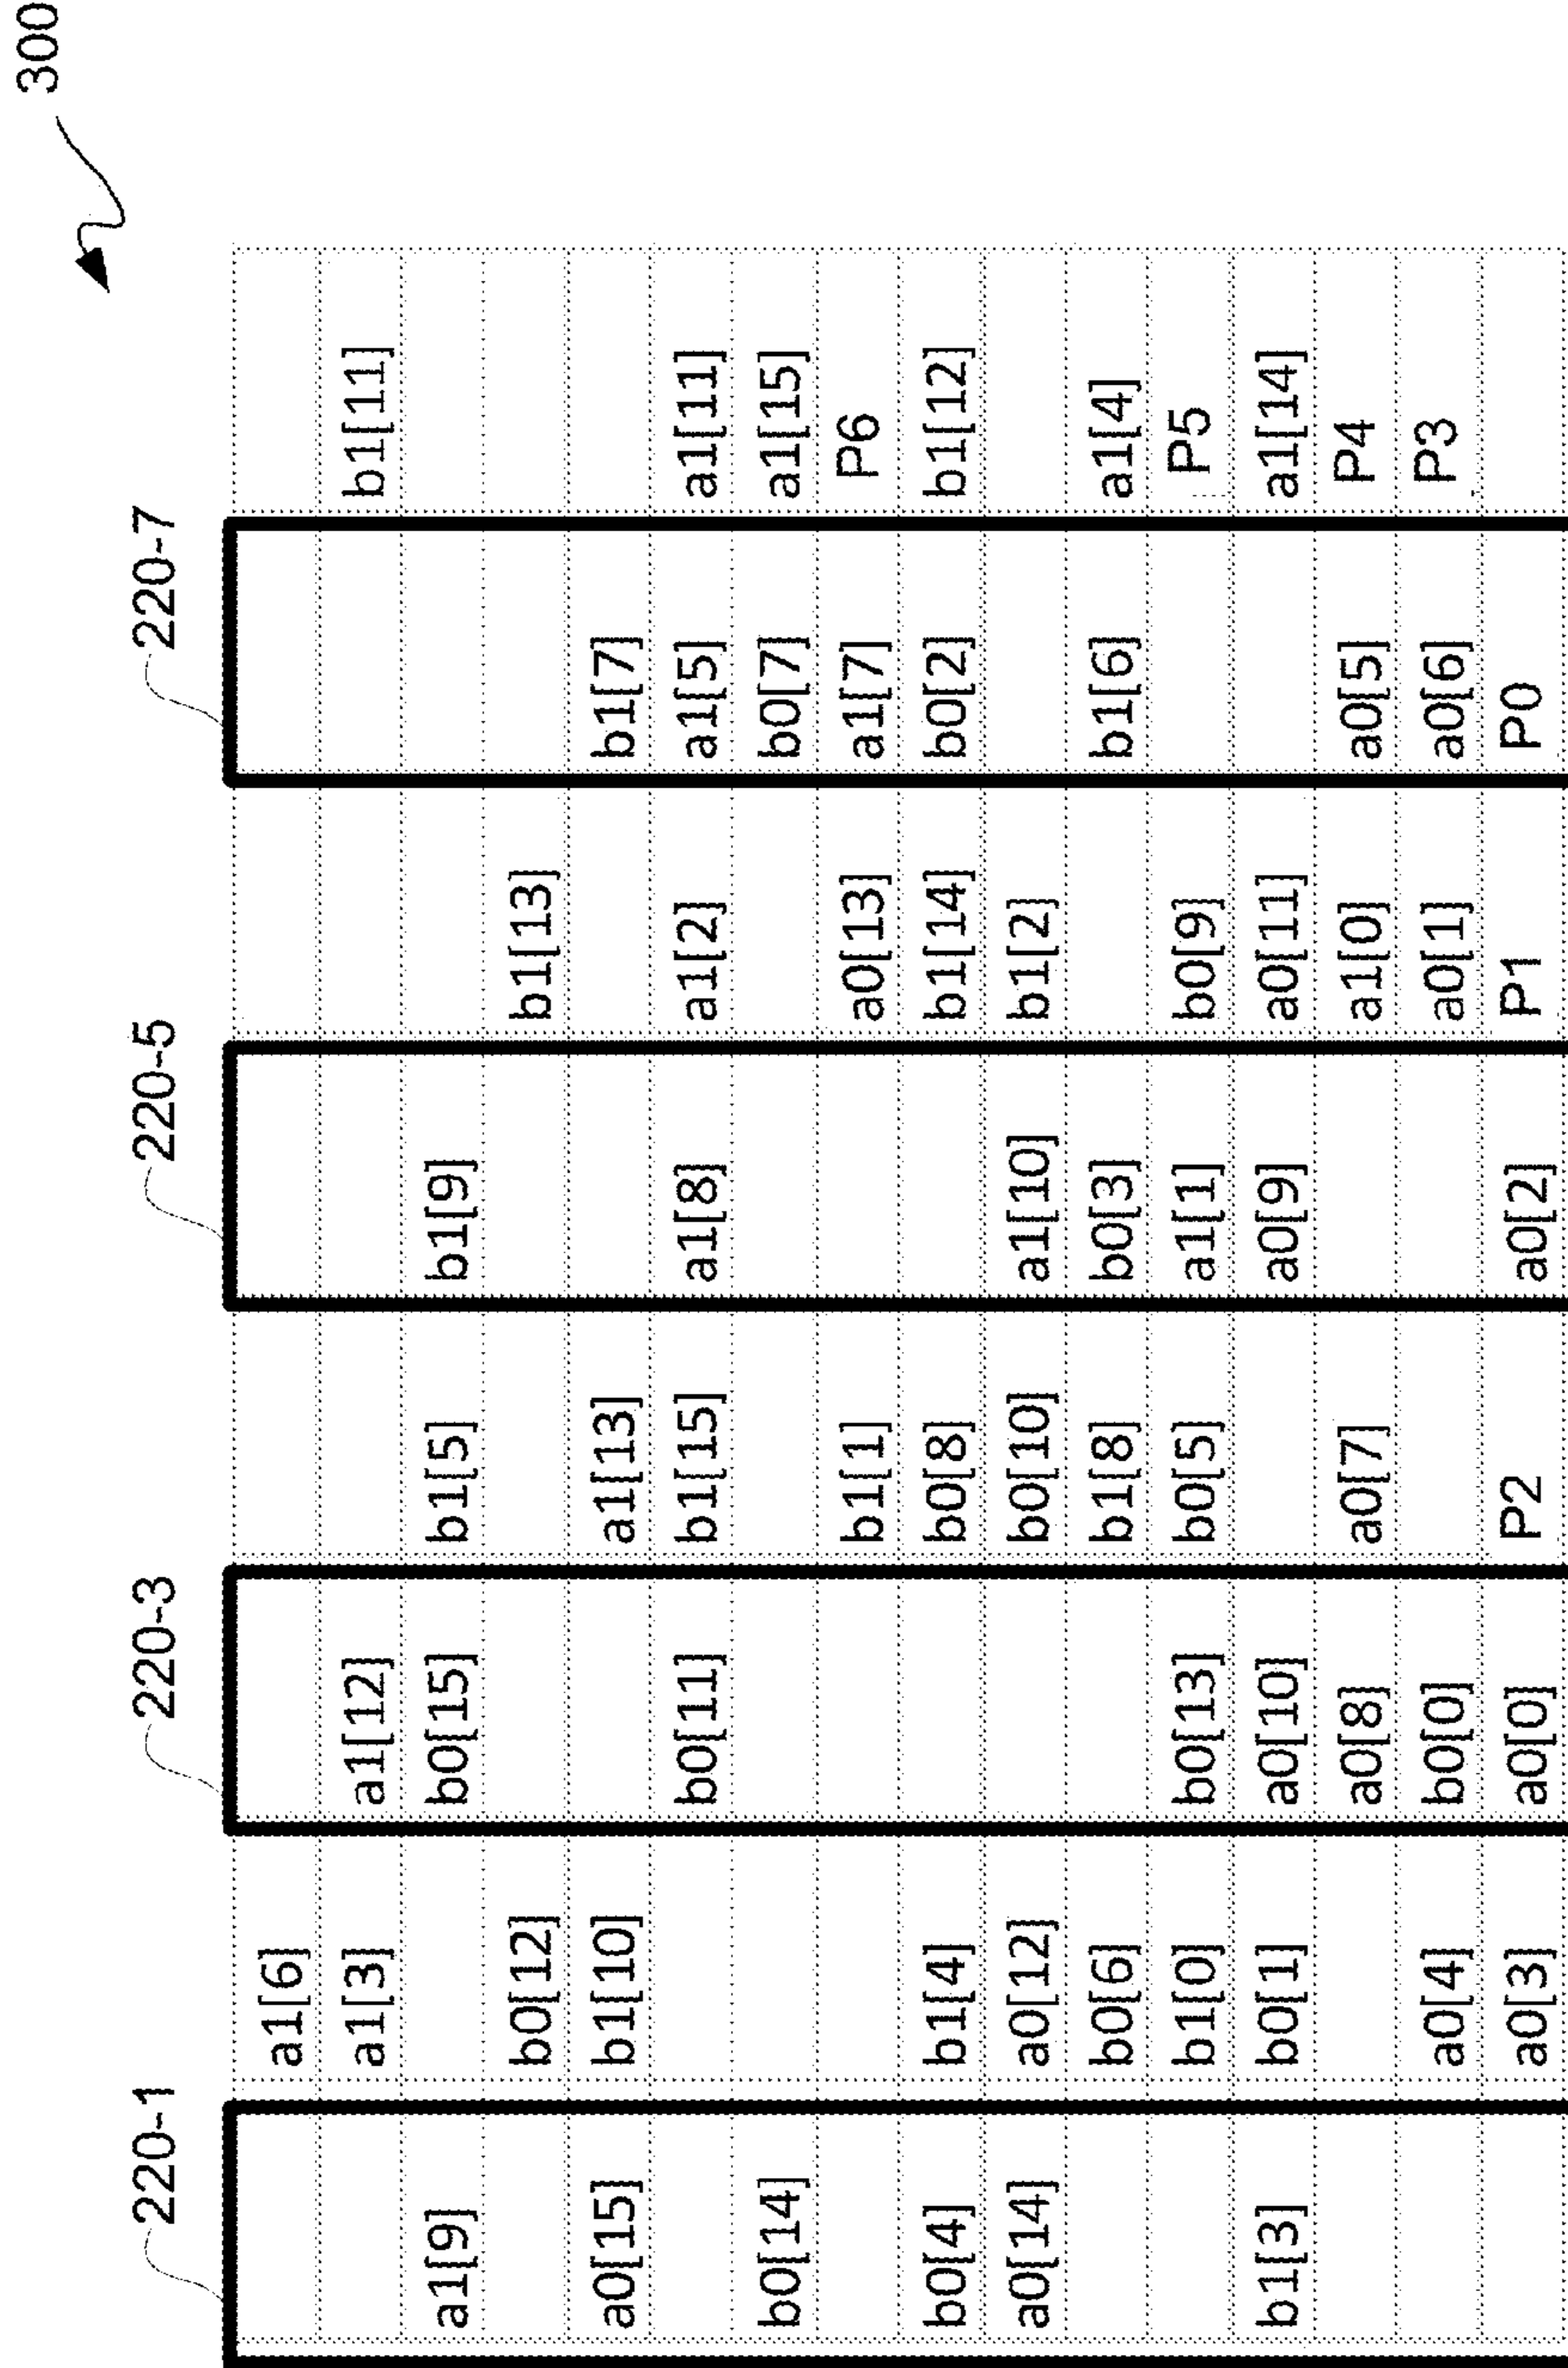 300
220-1 220-3 220-5 220-7
a1[6]
a1[3] a1[12] b1[11]
a1[9] b0[15] b1[5] b1[9]
b0[12] b1[13]
a0[15] b1[10] a1[13] b1[7]
b0[11] b1[15] a1[8] a1[2] a1[5] a1[11]
b0[14] b0[7] a1[15]
b1[1] a0[13] a1[7] P6
b0[4] b1[4] b0[8] b1[14] b0[2] b1[12]
a0[14] a0[12] b0[10] a1[10] b1[2]
b0[6] b1[8] b0[3] b1[6] a1[4]
b1[0] b0[13] b0[5] a1[1] b0[9] P5
b1[3] b0[1] a0[10] a0[9] a0[11] a1[14]
a0[8] a0[7] a1[0] a0[5] P4
a0[4] b0[0] a0[1] a0[6] P3
a0[3] a0[0] P2 a0[2] P1 P0